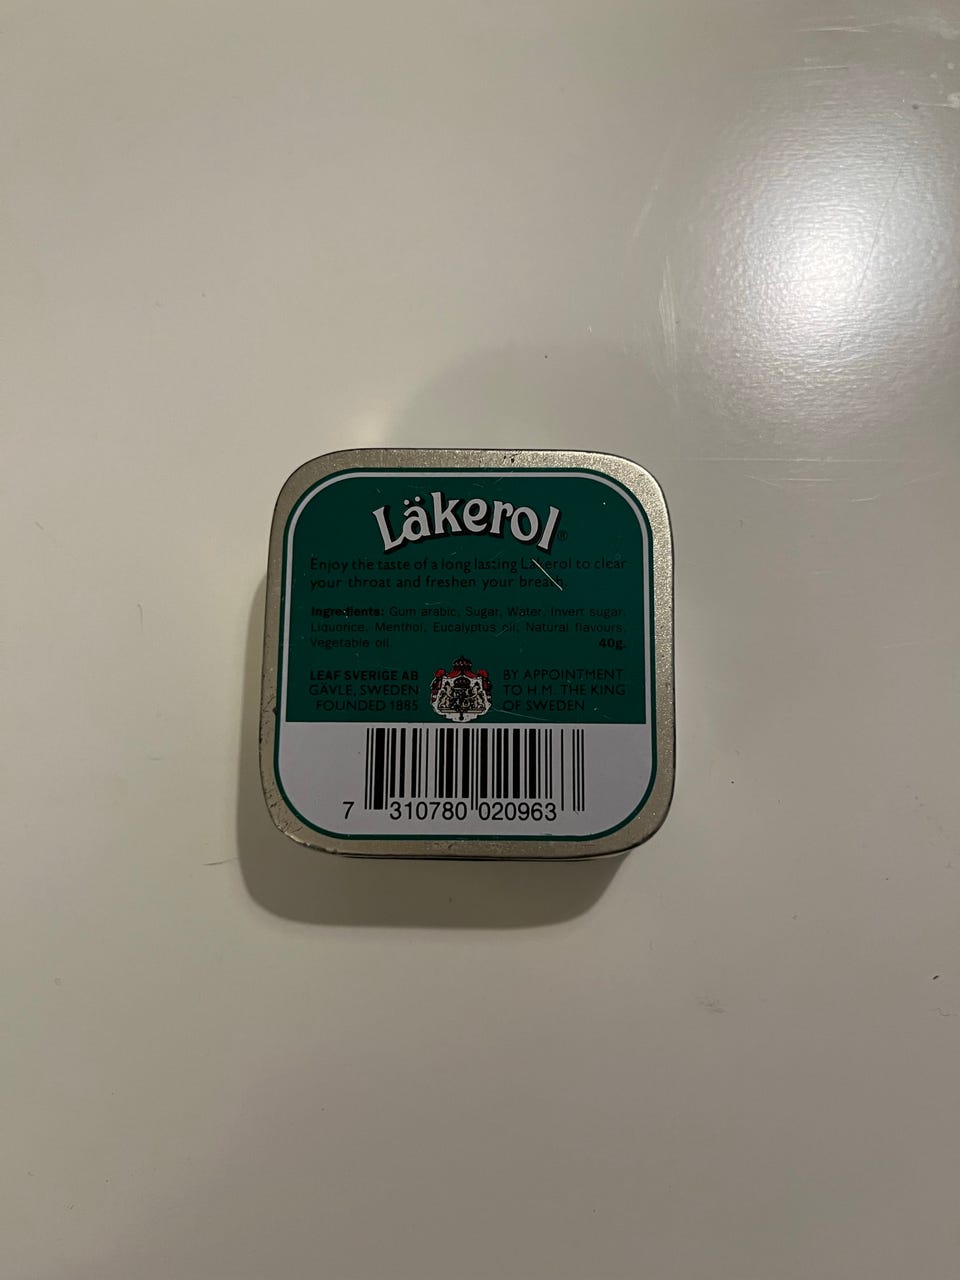 Läkerol®
Enjoy the taste of a long lasting Läkerol to clear
your throat and freshen your breath.
Ingredients: Gum arabic, Sugar, Water, Invert sugar,
Liquorice, Menthol, Eucalyptus oil, Natural flavours,
Vegetable oil 40g.
LEAF SVERIGE AB
GÄVLE, SWEDEN
FOUNDED 1885
BY APPOINTMENT
TO H.M. THE KING
OF SWEDEN
7 310780 020963